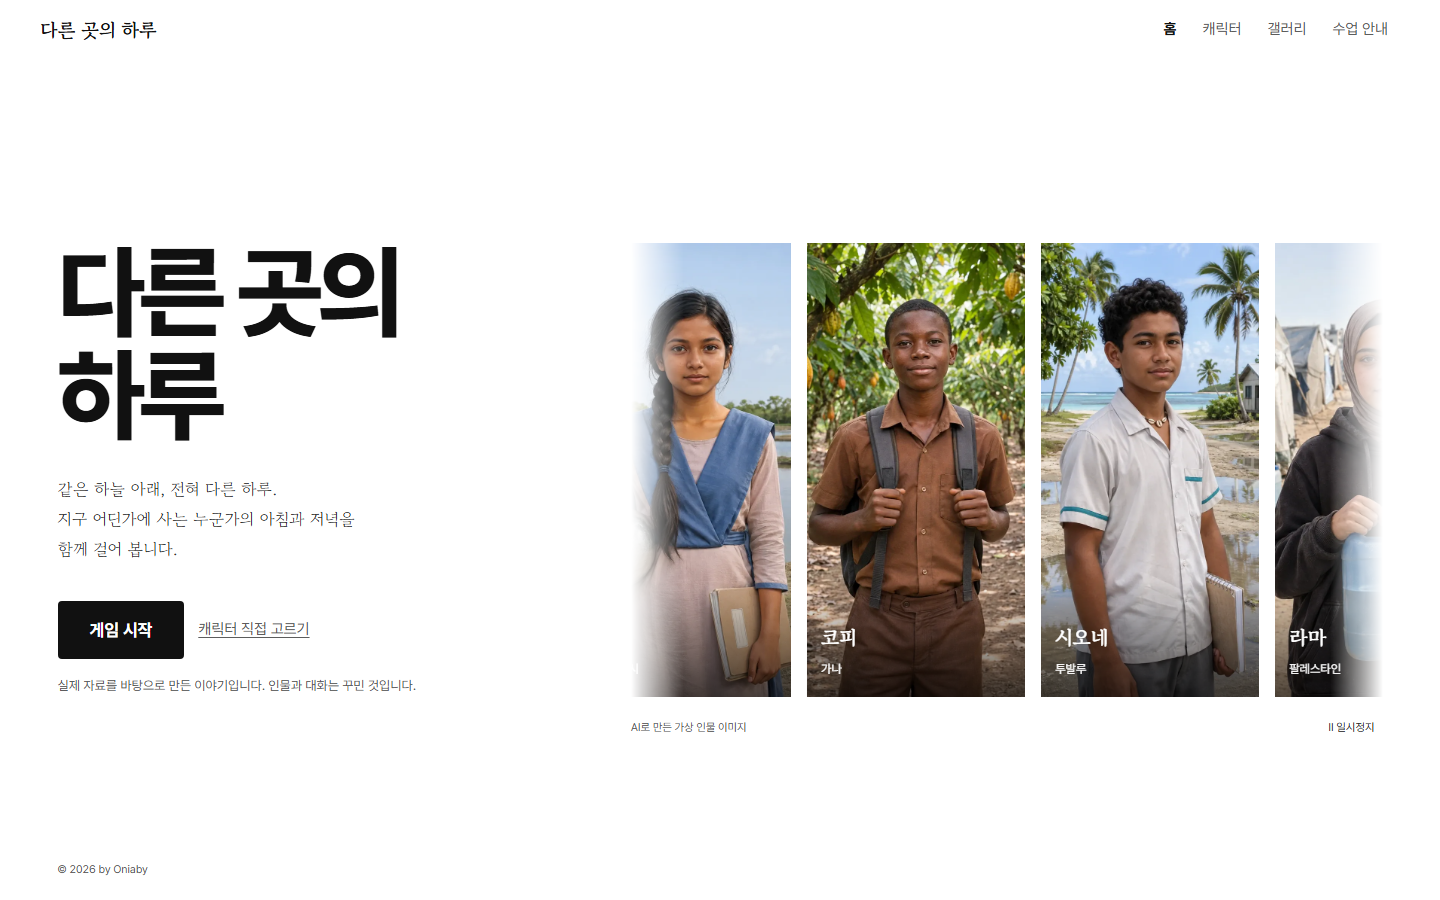 다른 곳의 하루
홈 캐릭터 갤러리 수업 안내
다른 곳의
하루
같은 하늘 아래, 전혀 다른 하루.
지구 어딘가에 사는 누군가의 아침과 저녁을
함께 걸어 봅니다.
게임 시작 캐릭터 직접 고르기
실제 자료를 바탕으로 만든 이야기입니다. 인물과 대화는 꾸민 것입니다.
코피
가나
시오네
투발루
라마
팔레스타인
AI로 만든 가상 인물 이미지
II 일시정지
© 2026 by Oniaby